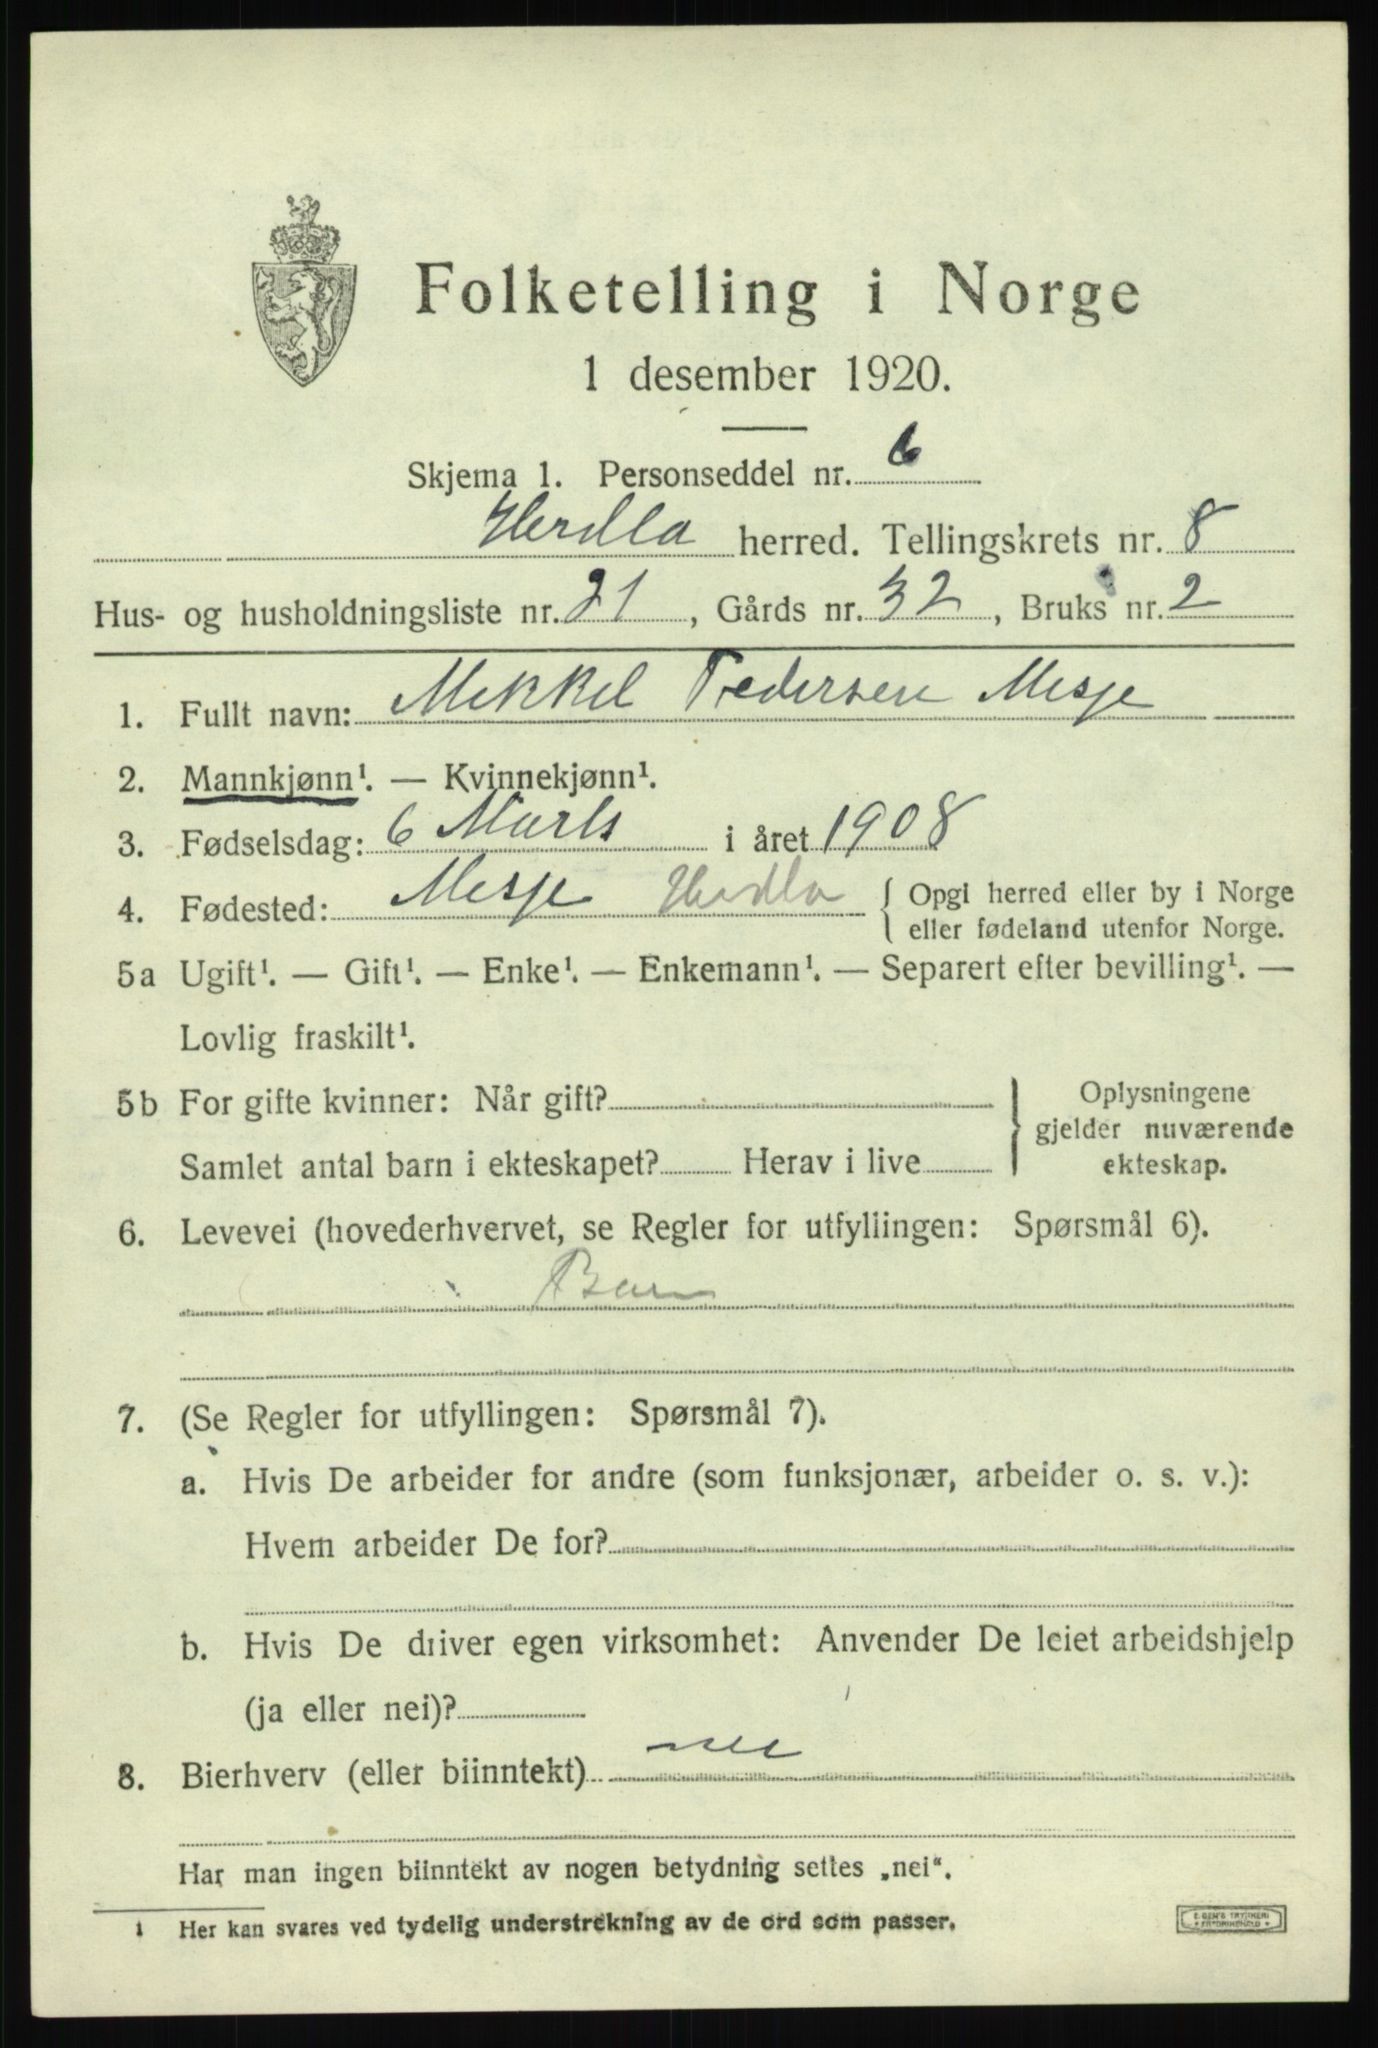 Folketelling i Norge
1 desember 1920.
Skjema 1. Personseddel nr. 6
Herdla herred. Tellingskrets nr. 8
Hus- og husholdningsliste nr. 21, Gårds nr. 32, Bruks nr. 2
1. Fullt navn: Mekkel Pedersen Mesje
2. Mannkjønn¹. — Kvinnekjønn¹.
3. Fødselsdag: 6 Marts i året 1908
4. Fødested: Mesje Herdla { Opgi herred eller by i Norge
eller fødeland utenfor Norge.
5a Ugift¹. — Gift¹. — Enke¹. — Enkemann¹. — Separert efter bevilling¹. —
Lovlig fraskilt¹.
5b For gifte kvinner: Når gift?
Samlet antal barn i ekteskapet? Herav i live
} Oplysningene
gjelder nuværende
ekteskap.
6. Levevei (hovederhvervet, se Regler for utfyllingen: Spørsmål 6).
Barn
7. (Se Regler for utfyllingen: Spørsmål 7).
a. Hvis De arbeider for andre (som funksjonær, arbeider o. s. v.):
Hvem arbeider De for?
b. Hvis De driver egen virksomhet: Anvender De leiet arbeidshjelp
(ja eller nei)?
8. Bierhverv (eller biinntekt) nei
Har man ingen biinntekt av nogen betydning settes „nei“.
1 Her kan svares ved tydelig understrekning av de ord som passer.
E. SEM'S TRYKKERI
FREDRIKSHALD